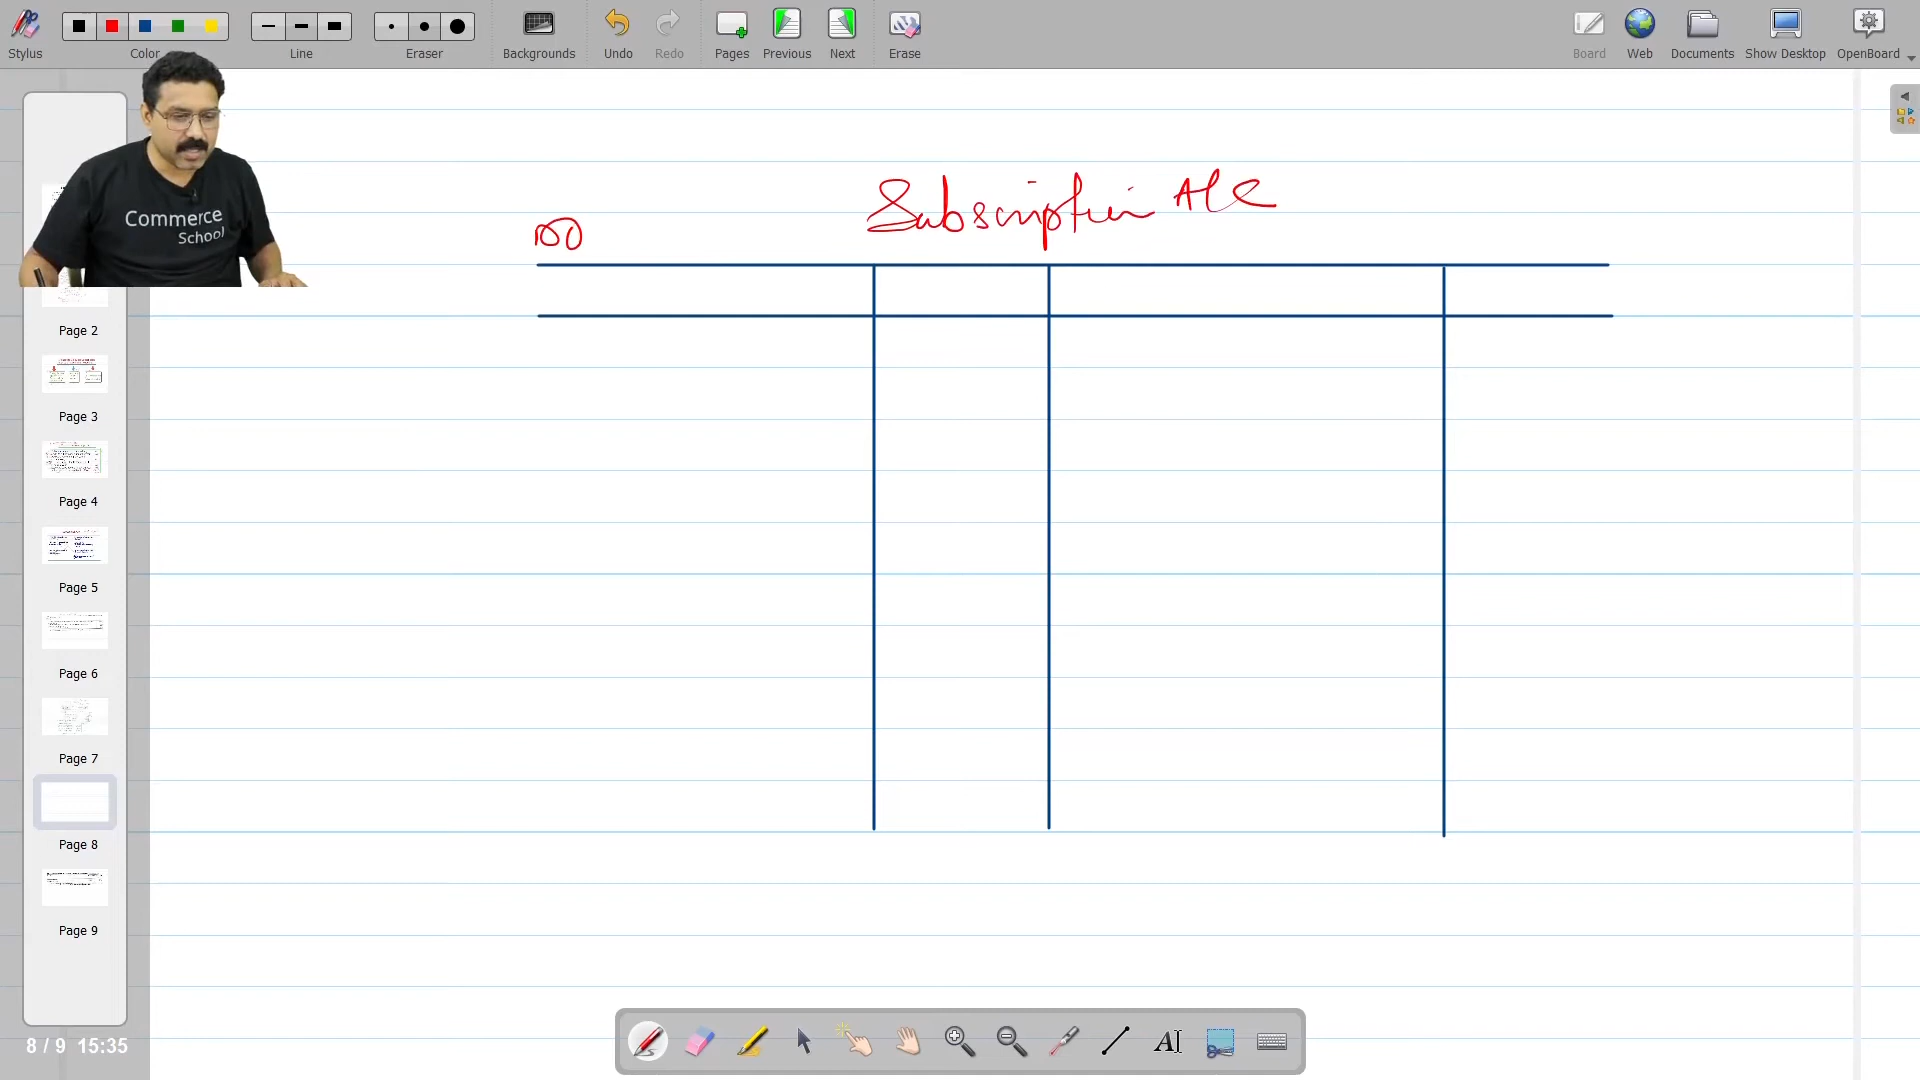 Stylus
Color
Line
Eraser
Backgrounds
Undo
Redo
Pages
Previous
Next
Erase
Board
Web
Documents
Show Desktop
OpenBoard
Commerce
School
Subscription A/C
Page 2
Page 3
Page 4
Page 5
Page 6
Page 7
Page 8
Page 9
8 / 9 15:35